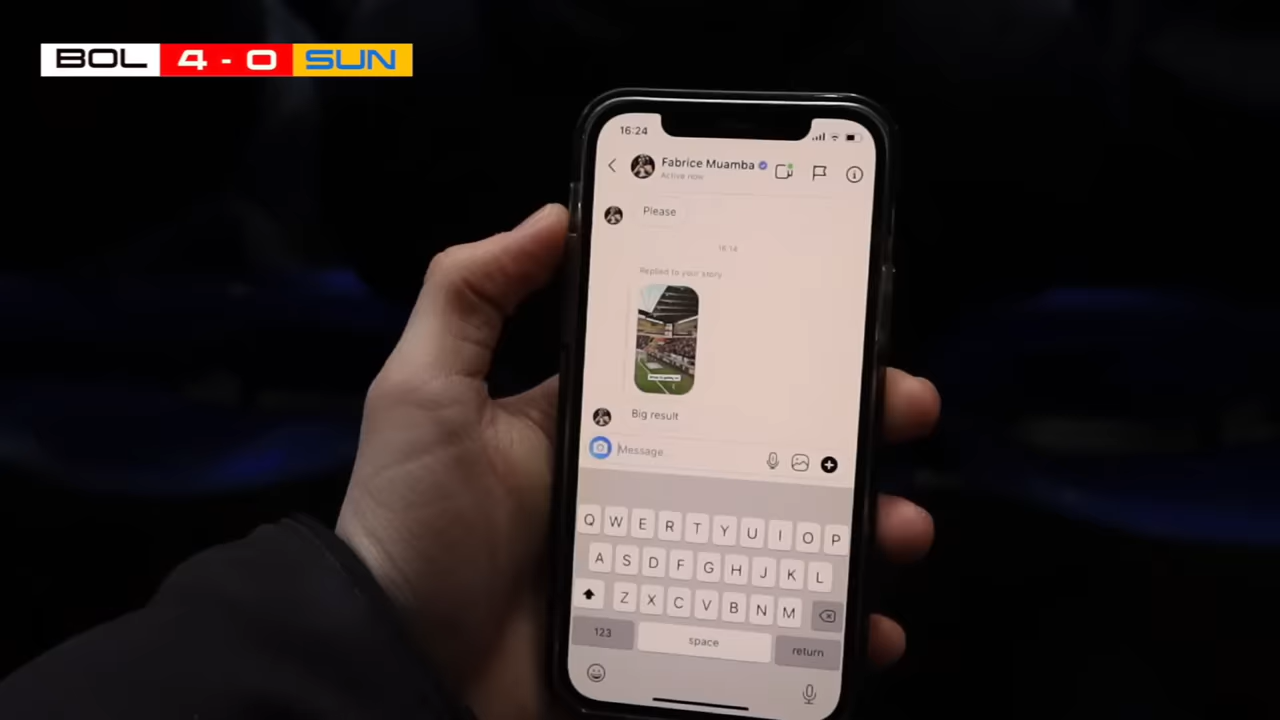 BOL 4 - 0 SUN
16:24
Fabrice Muamba
Active now
Please
16:14
Replied to your story
Big result
Message
Q W E R T Y U I O P
A S D F G H J K L
Z X C V B N M
123 space return